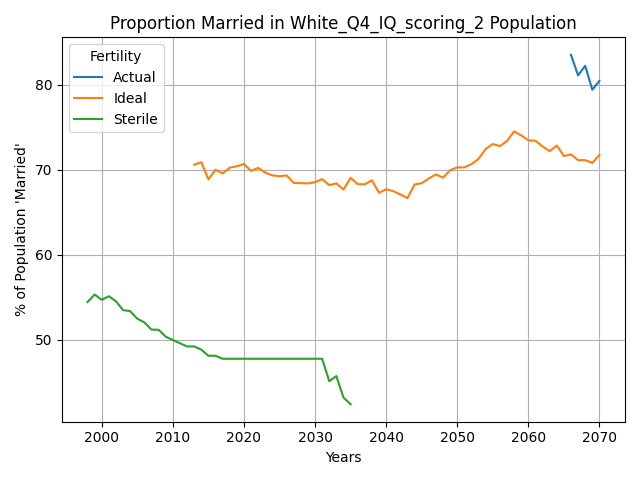 Proportion Married in White_Q4_IQ_scoring_2 Population
Fertility
Actual
Ideal
Sterile
% of Population 'Married'
80
70
60
50
2000
2010
2020
2030
2040
2050
2060
2070
Years